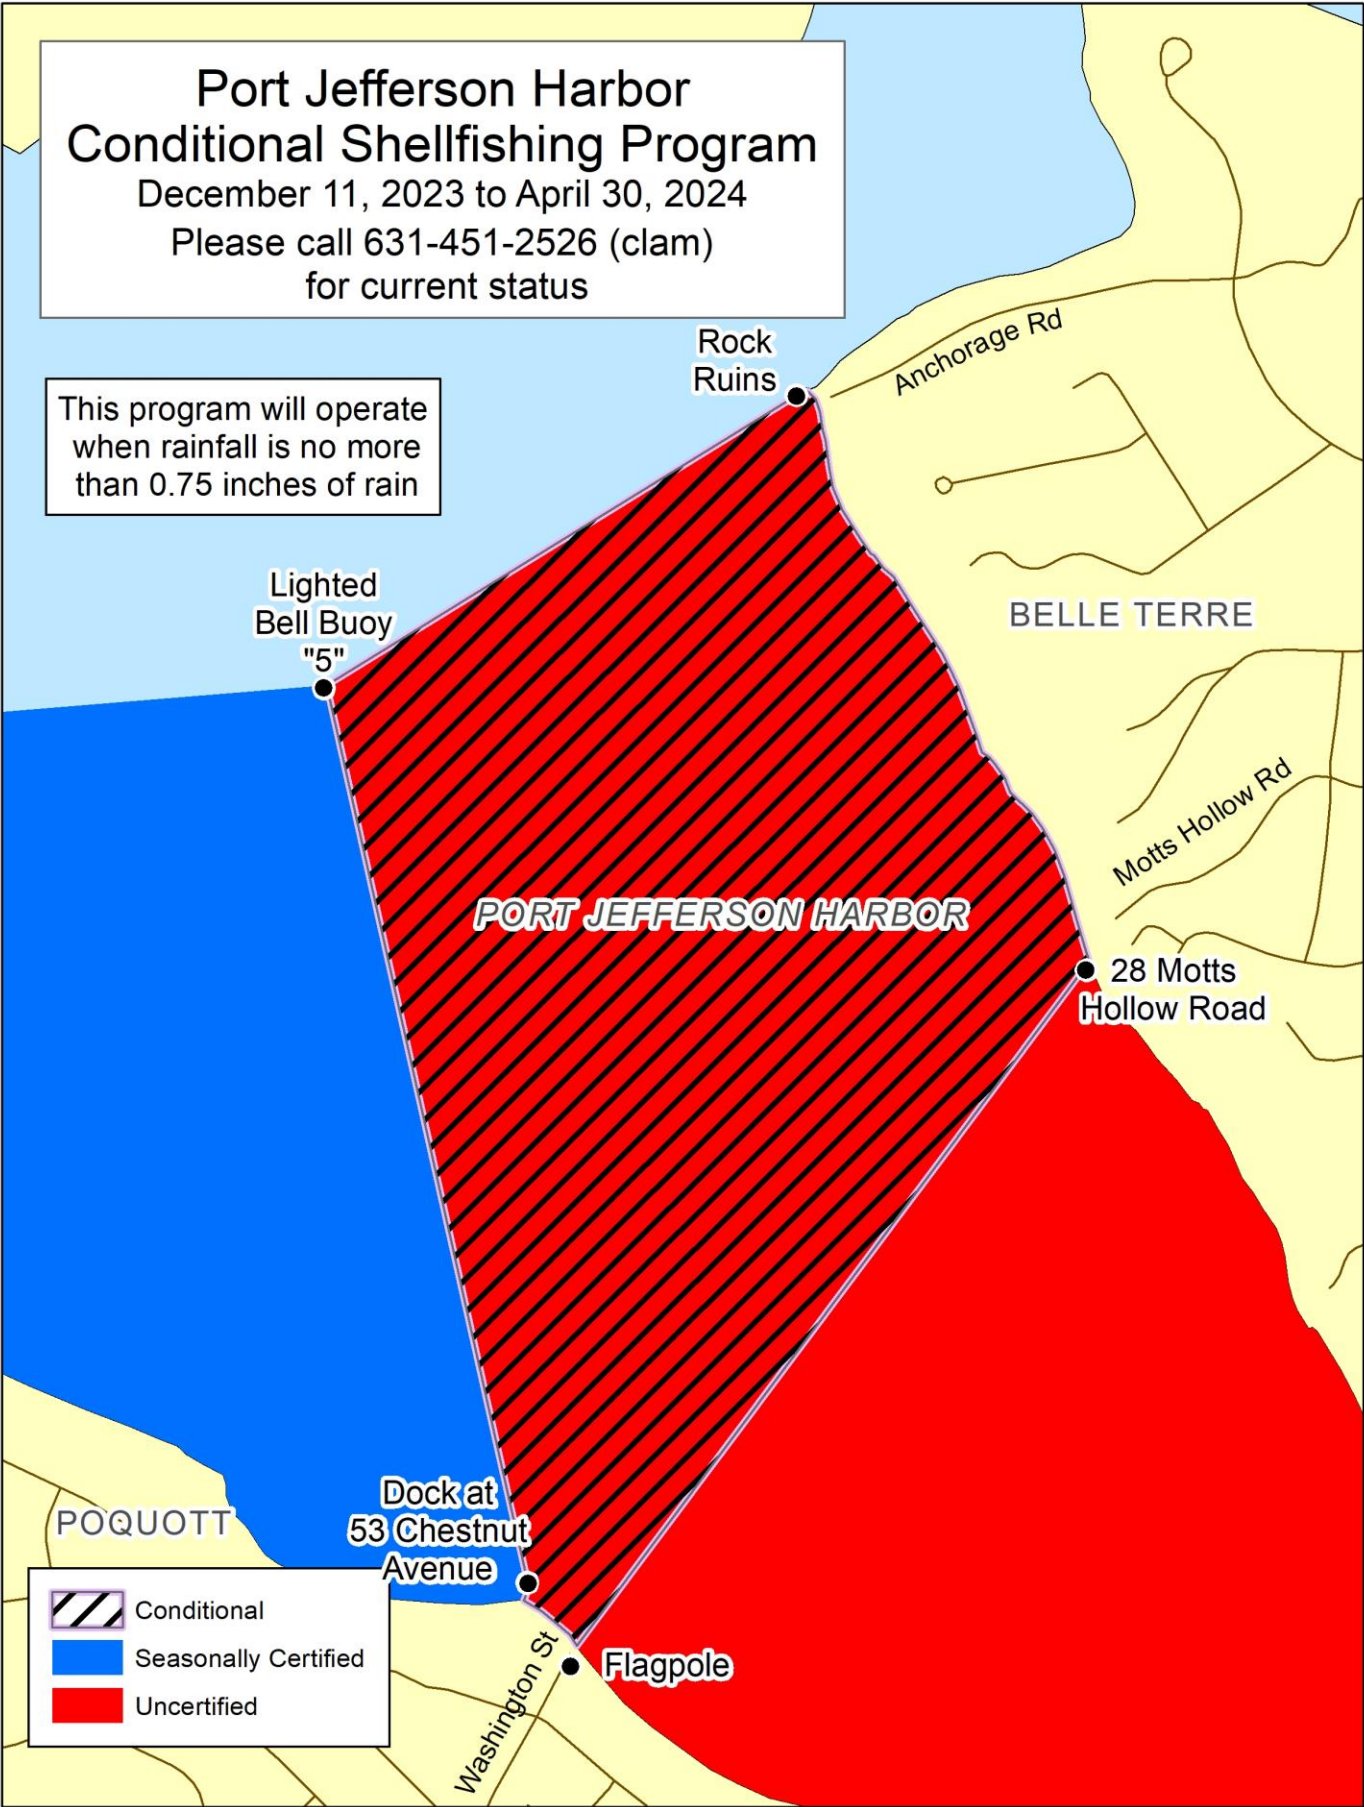 Port Jefferson Harbor
Conditional Shellfishing Program
December 11, 2023 to April 30, 2024
Please call 631-451-2526 (clam)
for current status
Rock
Ruins
Anchorage Rd
This program will operate
when rainfall is no more
than 0.75 inches of rain
Lighted
Bell Buoy
"5"
BELLE TERRE
Motts Hollow Rd
PORT JEFFERSON HARBOR
28 Motts
Hollow Road
Dock at
53 Chestnut
Avenue
POQUOTT
Conditional
Seasonally Certified
Uncertified
Washington St
Flagpole